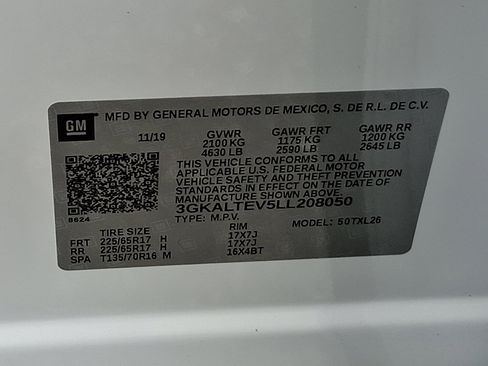 GM
MFD BY GENERAL MOTORS DE MEXICO, S. DE R.L. DE C.V.
11/19 GVWR GAWR FRT GAWR RR
2100 KG 1175 KG 1200 KG
4630 LB 2590 LB 2645 LB
THIS VEHICLE CONFORMS TO ALL
APPLICABLE U.S. FEDERAL MOTOR
VEHICLE SAFETY AND THEFT PREVENTION
STANDARDS IN EFFECT ON THE DATE OF
MANUFACTURE SHOWN ABOVE.
3GKALTEV5LL208050
8624
TYPE: M.P.V. MODEL: 50TXL26
TIRE SIZE RIM
FRT 225/65R17 H 17X7J
RR 225/65R17 H 17X7J
SPA T135/70R16 M 16X4BT